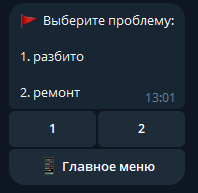 🚩 Выберите проблему:
1. разбито
2. ремонт
13:01
1 2
📱 Главное меню